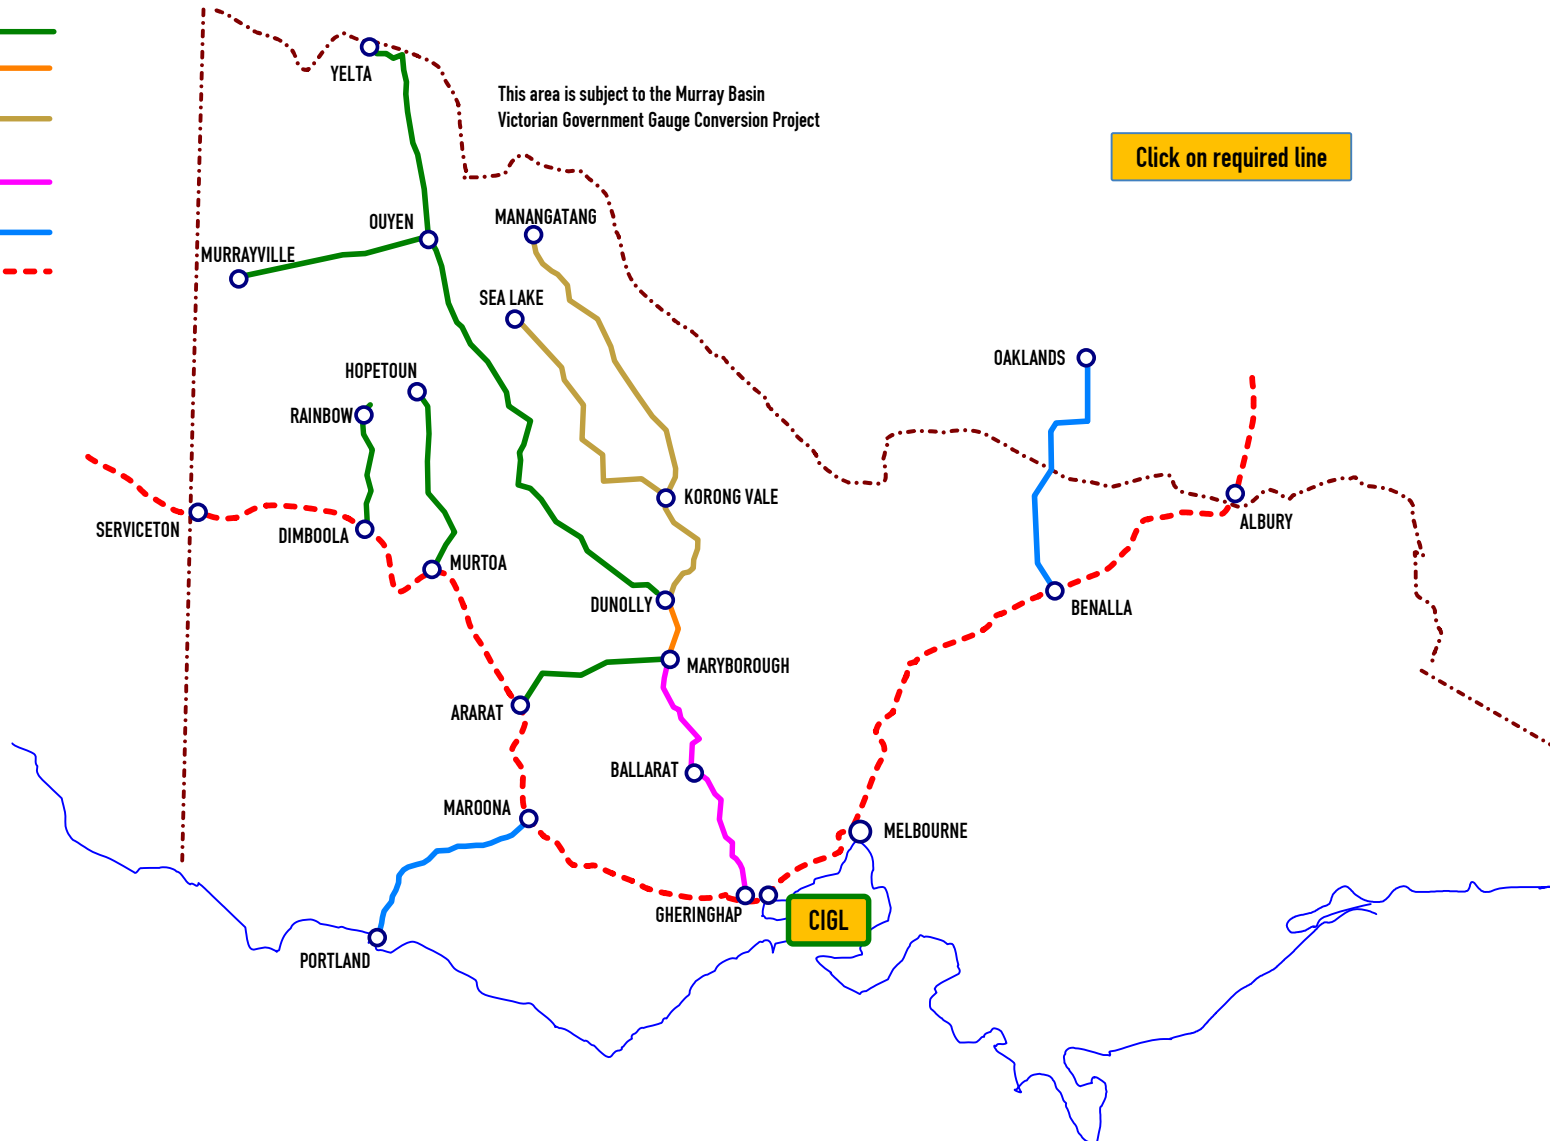 YELTA
This area is subject to the Murray Basin
Victorian Government Gauge Conversion Project
Click on required line
OUYEN
MANANGATANG
MURRAYVILLE
SEA LAKE
OAKLANDS
HOPETOUN
RAINBOW
KORONG VALE
SERVICETON
DIMBOOLA
ALBURY
MURTOA
DUNOLLY
BENALLA
MARYBOROUGH
ARARAT
BALLARAT
MAROONA
MELBOURNE
GHERINGHAP
CIGL
PORTLAND